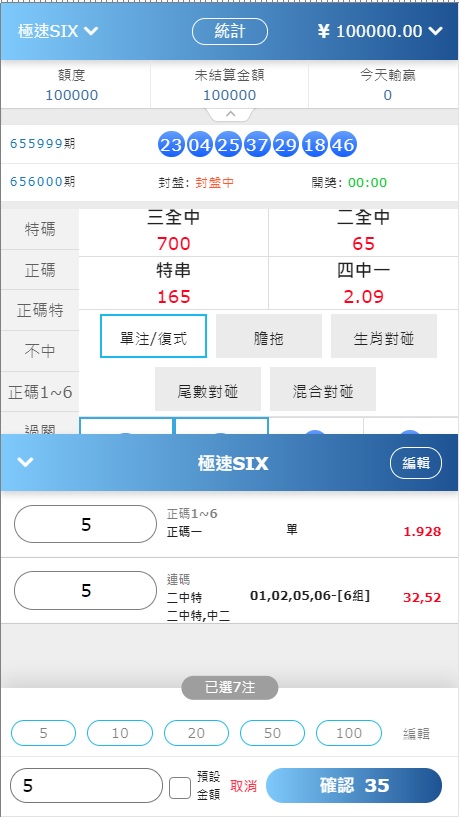 極速SIX 統計 ¥ 100000.00
額度 未結算金額 今天輸贏
100000 100000 0
655999期 23 04 25 37 29 18 46
656000期 封盤: 封盤中 開獎: 00:00
特碼
正碼
正碼特
不中
正碼1~6
過關
三全中 二全中
700 65
特串 四中一
165 2.09
單注/復式 膽拖 生肖對碰
尾數對碰 混合對碰
極速SIX 編輯
5 正碼1~6
正碼一 單 1.928
5 連碼
二中特 01,02,05,06-[6組] 32,52
二中特,中二
已選7注
5 10 20 50 100 編輯
5 預設
金額 取消 確認 35